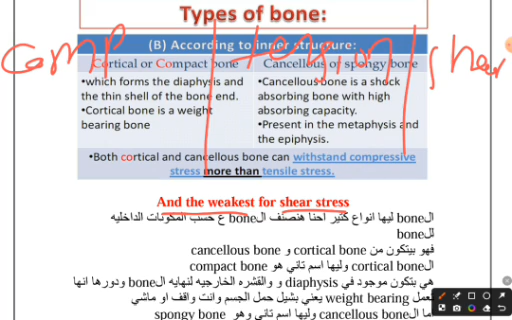 Types of bone:
(B) According to inner structure:
comp | tension | shear
Cortical or Compact bone
Cancellous or spongy bone
•which forms the diaphysis and the thin shell of the bone end.
•Cortical bone is a weight bearing bone
•Cancellous bone is a shock absorbing bone with high absorbing capacity.
•Present in the metaphysis and the epiphysis.
•Both cortical and cancellous bone can withstand compressive stress more than tensile stress.
And the weakest for shear stress
الbone ليها انواع كتير احنا هنصنف الbone ع حسب المكونات الداخليه
للbone
فهو بيتكون من cortical bone و cancellous bone
الcortical bone وليها اسم تاني هو compact bone
هي بتكون موجود في diaphysis و والقشره الخارجيه لنهايه الbone ودورها انها
تعمل weight bearing يعني بشيل حمل الجسم وانت واقف او ماشي
اما الcancellous bone ليها اسم تاني وهو spongy bone